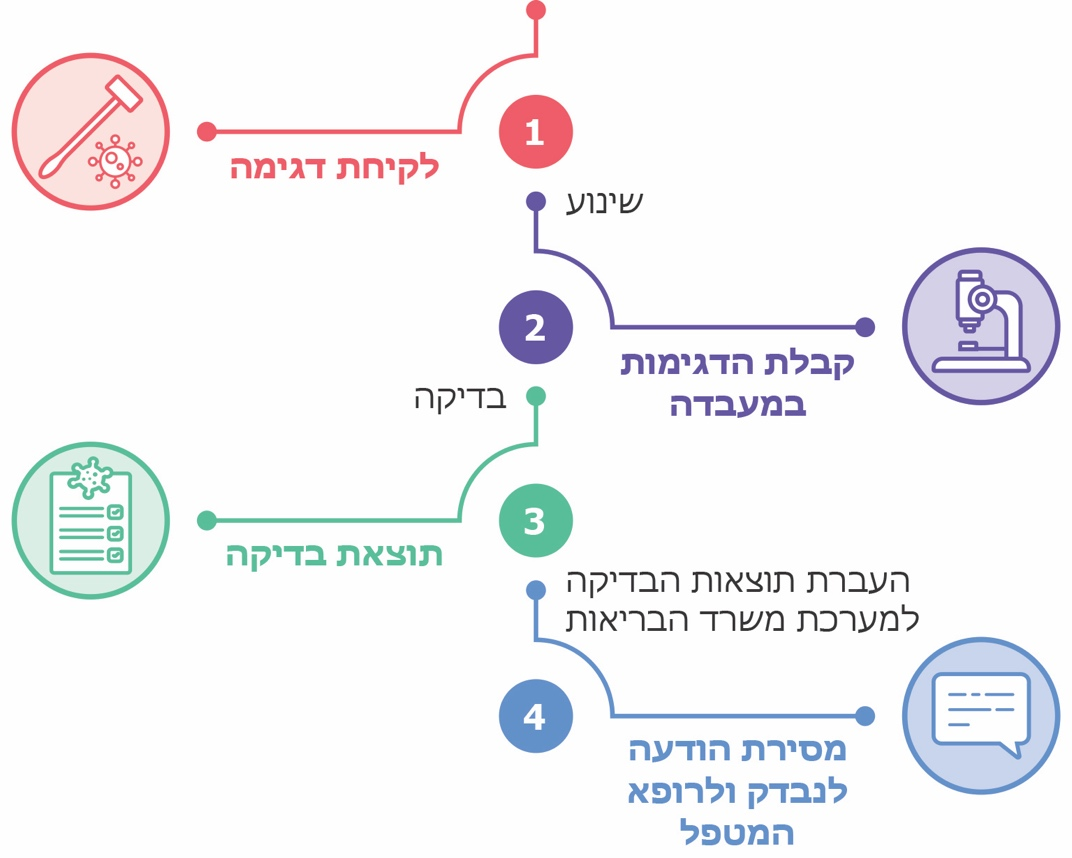 1
לקיחת דגימה
שינוע
2
קבלת הדגימות
במעבדה
בדיקה
3
תוצאת בדיקה
העברת תוצאות הבדיקה
למערכת משרד הבריאות
4
מסירת הודעה
לנבדק ולרופא
המטפל